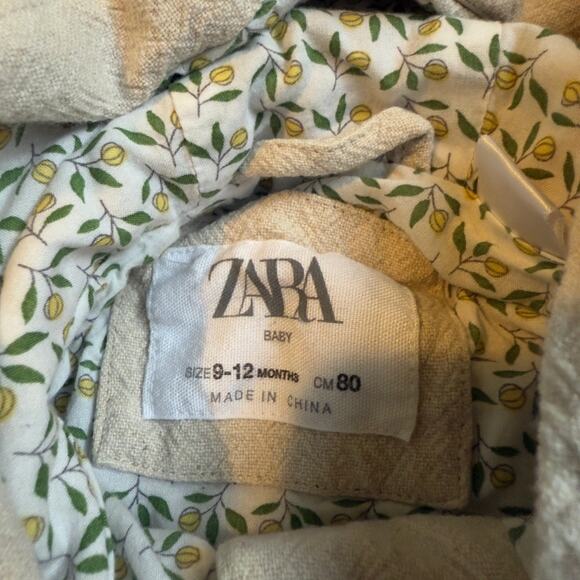 ZARA
BABY
SIZE 9-12 MONTHS CM 80
MADE IN CHINA